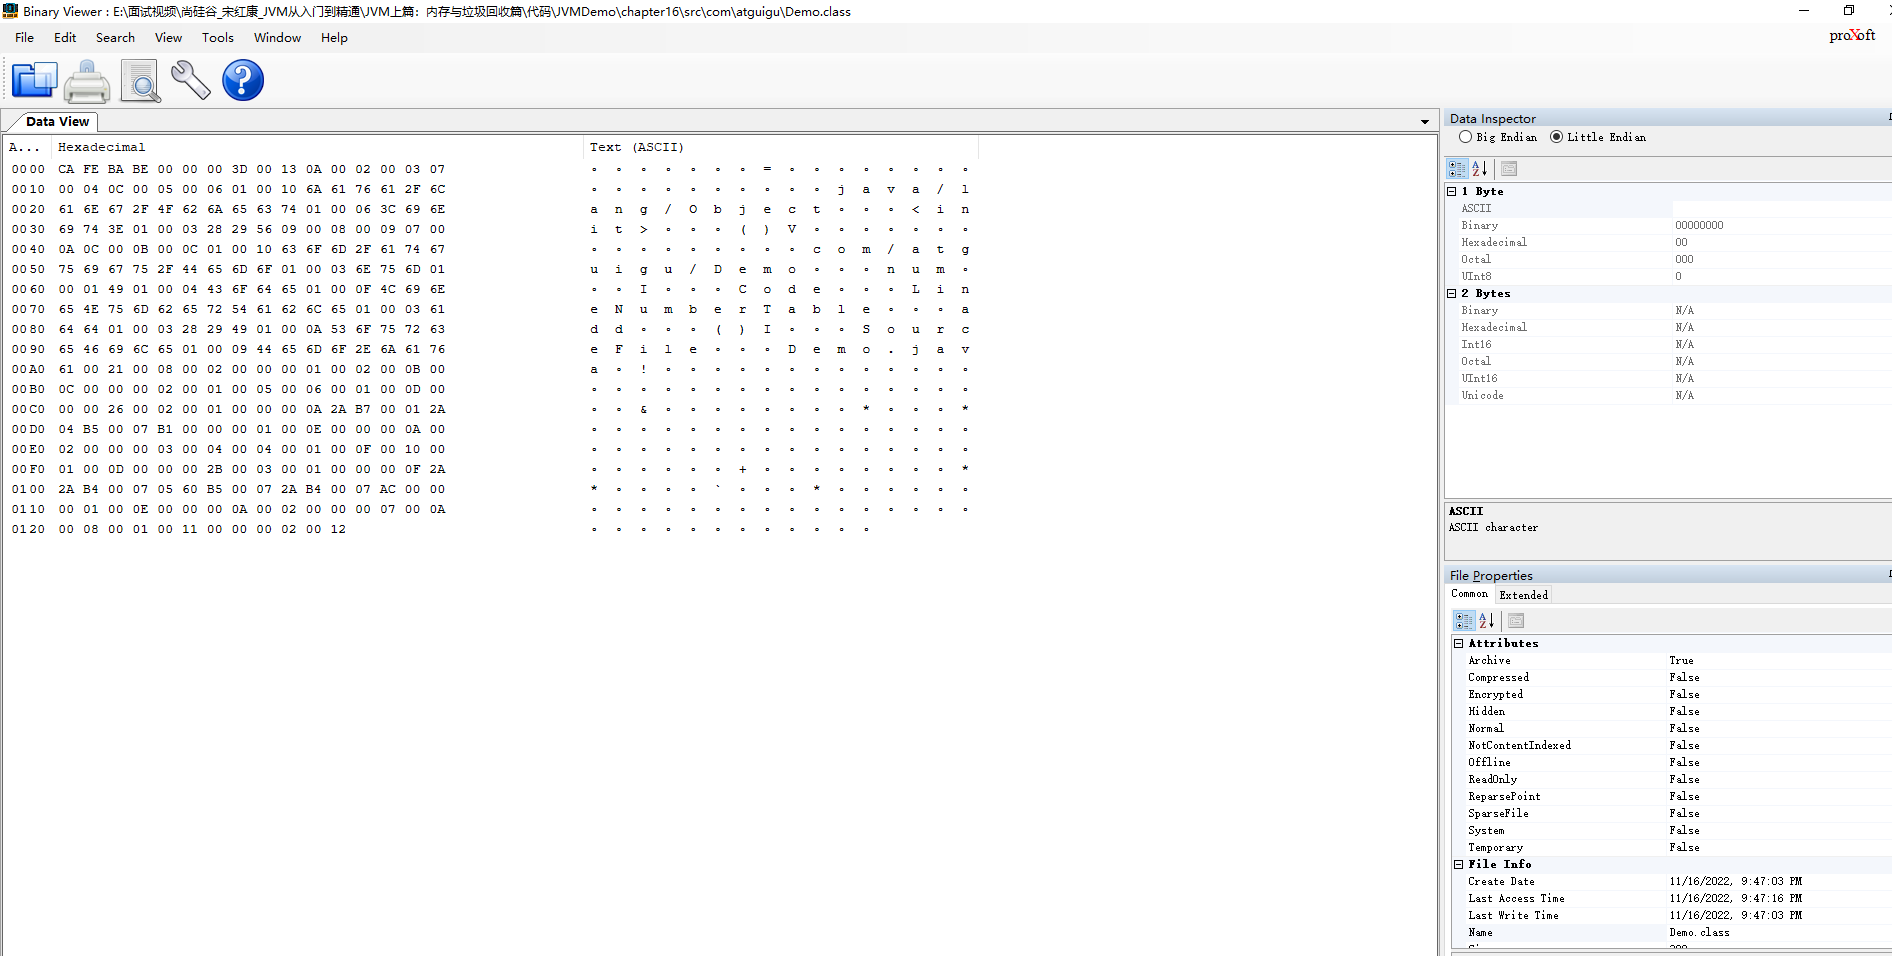 Binary Viewer : E:\面试视频\尚硅谷_宋红康_JVM从入门到精通\JVM上篇：内存与垃圾回收篇\代码\JVMDemo\chapter16\src\com\atguigu\Demo.class
File Edit Search View Tools Window Help
proXoft
Data View
A... Hexadecimal Text (ASCII)
0000 CA FE BA BE 00 00 00 3D 00 13 0A 00 02 00 03 07 ∘ ∘ ∘ ∘ ∘ ∘ ∘ = ∘ ∘ ∘ ∘ ∘ ∘ ∘ ∘
0010 00 04 0C 00 05 00 06 01 00 10 6A 61 76 61 2F 6C ∘ ∘ ∘ ∘ ∘ ∘ ∘ ∘ ∘ ∘ j a v a / l
0020 61 6E 67 2F 4F 62 6A 65 63 74 01 00 06 3C 69 6E a n g / O b j e c t ∘ ∘ ∘ < i n
0030 69 74 3E 01 00 03 28 29 56 09 00 08 00 09 07 00 i t > ∘ ∘ ∘ ( ) V ∘ ∘ ∘ ∘ ∘ ∘ ∘
0040 0A 0C 00 0B 00 0C 01 00 10 63 6F 6D 2F 61 74 67 ∘ ∘ ∘ ∘ ∘ ∘ ∘ ∘ ∘ c o m / a t g
0050 75 69 67 75 2F 44 65 6D 6F 01 00 03 6E 75 6D 01 u i g u / D e m o ∘ ∘ ∘ n u m ∘
0060 00 01 49 01 00 04 43 6F 64 65 01 00 0F 4C 69 6E ∘ ∘ I ∘ ∘ ∘ C o d e ∘ ∘ ∘ L i n
0070 65 4E 75 6D 62 65 72 54 61 62 6C 65 01 00 03 61 e N u m b e r T a b l e ∘ ∘ ∘ a
0080 64 64 01 00 03 28 29 49 01 00 0A 53 6F 75 72 63 d d ∘ ∘ ∘ ( ) I ∘ ∘ ∘ S o u r c
0090 65 46 69 6C 65 01 00 09 44 65 6D 6F 2E 6A 61 76 e F i l e ∘ ∘ ∘ D e m o . j a v
00A0 61 00 21 00 08 00 02 00 00 00 01 00 02 00 0B 00 a ∘ ! ∘ ∘ ∘ ∘ ∘ ∘ ∘ ∘ ∘ ∘ ∘ ∘ ∘
00B0 0C 00 00 00 02 00 01 00 05 00 06 00 01 00 0D 00 ∘ ∘ ∘ ∘ ∘ ∘ ∘ ∘ ∘ ∘ ∘ ∘ ∘ ∘ ∘ ∘
00C0 00 00 26 00 02 00 01 00 00 00 0A 2A B7 00 01 2A ∘ ∘ & ∘ ∘ ∘ ∘ ∘ ∘ ∘ ∘ * ∘ ∘ ∘ *
00D0 04 B5 00 07 B1 00 00 00 01 00 0E 00 00 00 0A 00 ∘ ∘ ∘ ∘ ∘ ∘ ∘ ∘ ∘ ∘ ∘ ∘ ∘ ∘ ∘ ∘
00E0 02 00 00 00 03 00 04 00 04 00 01 00 0F 00 10 00 ∘ ∘ ∘ ∘ ∘ ∘ ∘ ∘ ∘ ∘ ∘ ∘ ∘ ∘ ∘ ∘
00F0 01 00 0D 00 00 00 2B 00 03 00 01 00 00 00 0F 2A ∘ ∘ ∘ ∘ ∘ ∘ + ∘ ∘ ∘ ∘ ∘ ∘ ∘ ∘ *
0100 2A B4 00 07 05 60 B5 00 07 2A B4 00 07 AC 00 00 * ∘ ∘ ∘ ∘ ` ∘ ∘ ∘ * ∘ ∘ ∘ ∘ ∘ ∘
0110 00 01 00 0E 00 00 00 0A 00 02 00 00 00 07 00 0A ∘ ∘ ∘ ∘ ∘ ∘ ∘ ∘ ∘ ∘ ∘ ∘ ∘ ∘ ∘ ∘
0120 00 08 00 01 00 11 00 00 00 02 00 12 ∘ ∘ ∘ ∘ ∘ ∘ ∘ ∘ ∘ ∘ ∘ ∘
Data Inspector
Big Endian Little Endian
1 Byte
ASCII
Binary 00000000
Hexadecimal 00
Octal 000
UInt8 0
2 Bytes
Binary N/A
Hexadecimal N/A
Int16 N/A
Octal N/A
UInt16 N/A
Unicode N/A
ASCII
ASCII character
File Properties
Common Extended
Attributes
Archive True
Compressed False
Encrypted False
Hidden False
Normal False
NotContentIndexed False
Offline False
ReadOnly False
ReparsePoint False
SparseFile False
System False
Temporary False
File Info
Create Date 11/16/2022, 9:47:03 PM
Last Access Time 11/16/2022, 9:47:16 PM
Last Write Time 11/16/2022, 9:47:03 PM
Name Demo.class